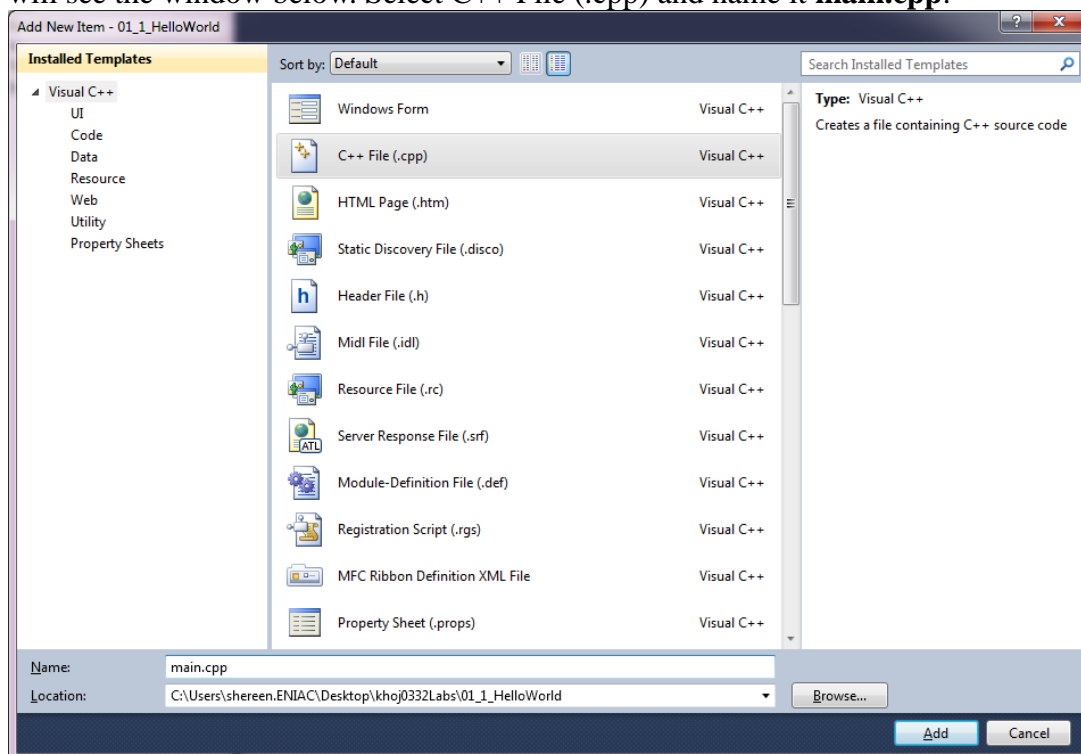 will see the window below. Select C++ File (.cpp) and name it main.cpp.
Add New Item - 01_1_HelloWorld
Installed Templates
Sort by: Default
Search Installed Templates
Visual C++
UI
Code
Data
Resource
Web
Utility
Property Sheets
Windows Form Visual C++
C++ File (.cpp) Visual C++
HTML Page (.htm) Visual C++
Static Discovery File (.disco) Visual C++
Header File (.h) Visual C++
Midl File (.idl) Visual C++
Resource File (.rc) Visual C++
ATL
Server Response File (.srf) Visual C++
Module-Definition File (.def) Visual C++
Registration Script (.rgs) Visual C++
MFC Ribbon Definition XML File Visual C++
Property Sheet (.props) Visual C++
Type: Visual C++
Creates a file containing C++ source code
Name: main.cpp
Location: C:\Users\shereen.ENIAC\Desktop\khoj0332Labs\01_1_HelloWorld
Browse...
Add Cancel